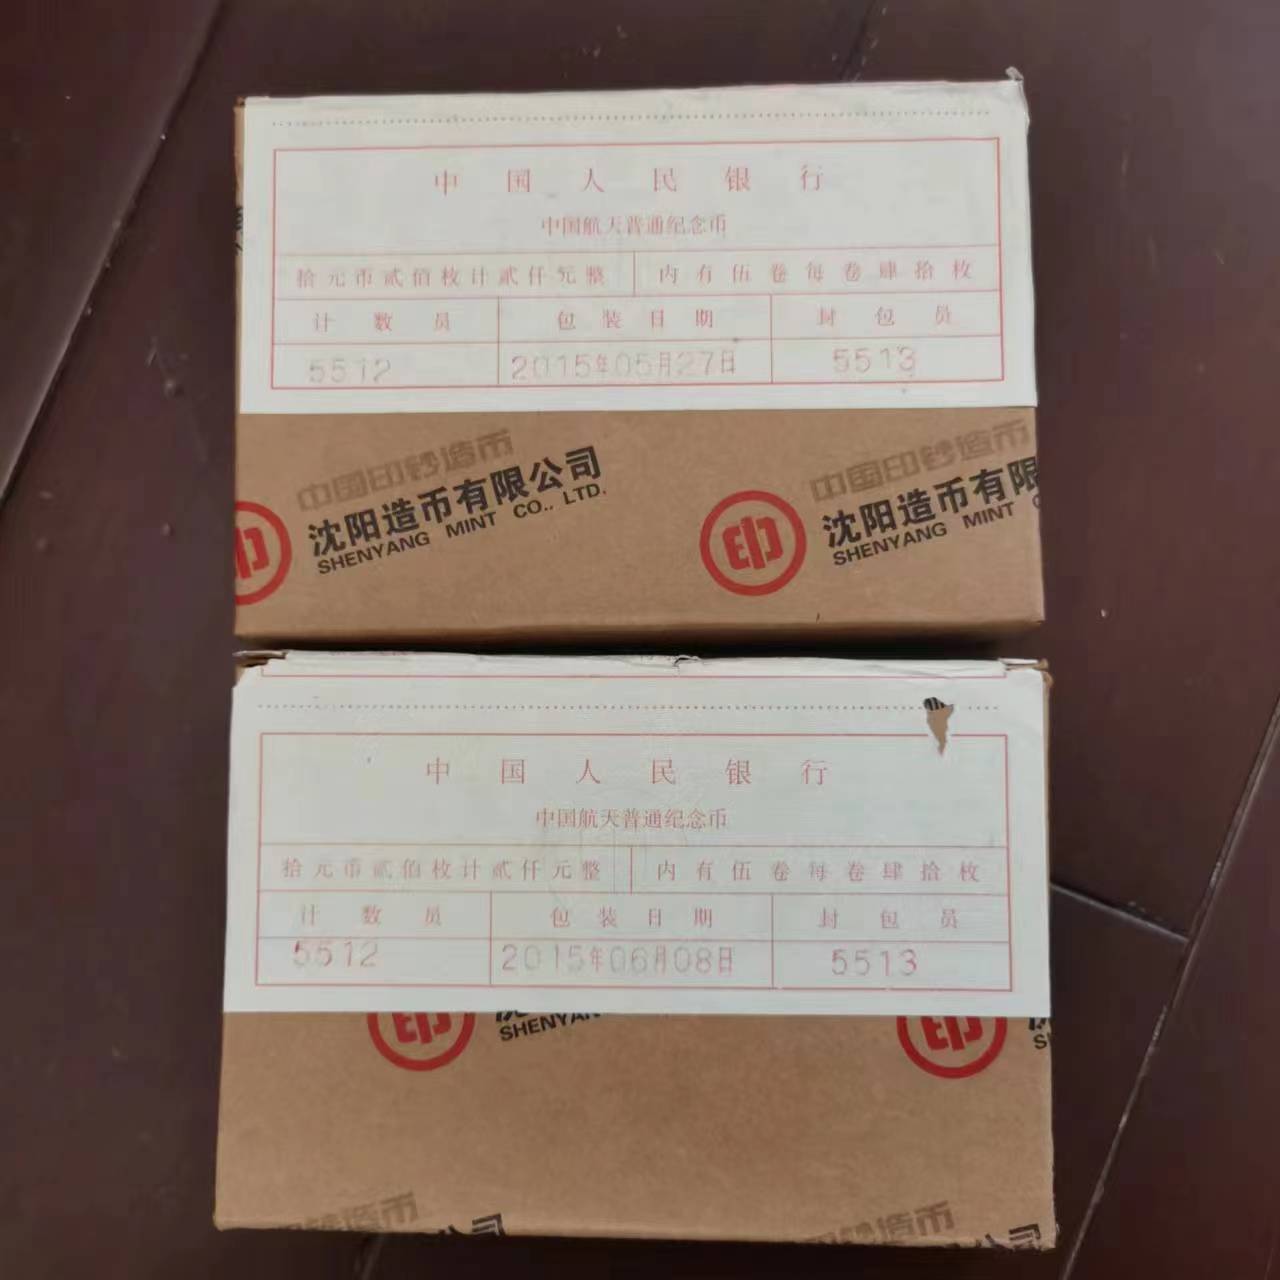 中国人民银行
中国航天普通纪念币
拾元币贰佰枚计贰仟元整 内有伍卷每卷肆拾枚
计数员 包装日期 封包员
5512 2015年05月27日 5513
中国印钞造币
沈阳造币有限公司
SHENYANG MINT CO., LTD.
中国印钞造币
沈阳造币有限
SHENYANG MINT
中国人民银行
中国航天普通纪念币
拾元币贰佰枚计贰仟元整 内有伍卷每卷肆拾枚
计数员 包装日期 封包员
5512 2015年06月08日 5513
SHENYAN
钞造币
公司
造币
公司